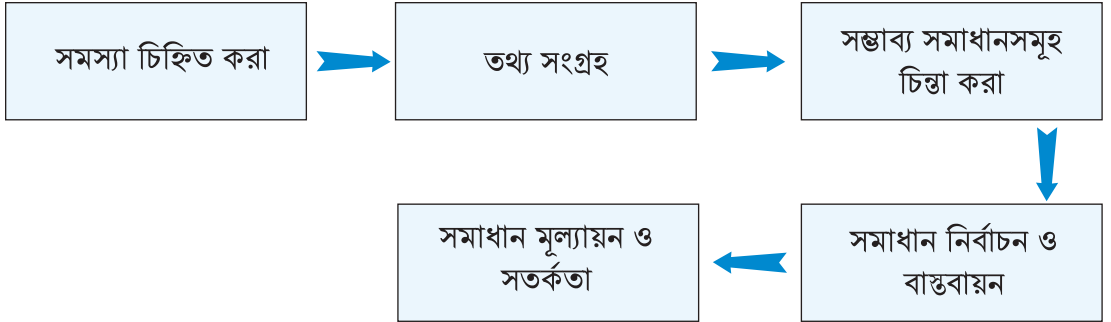 সমস্যা চিহ্নিত করা
তথ্য সংগ্রহ
সম্ভাব্য সমাধানসমূহ
চিন্তা করা
সমাধান নির্বাচন ও
বাস্তবায়ন
সমাধান মূল্যায়ন ও
সতর্কতা